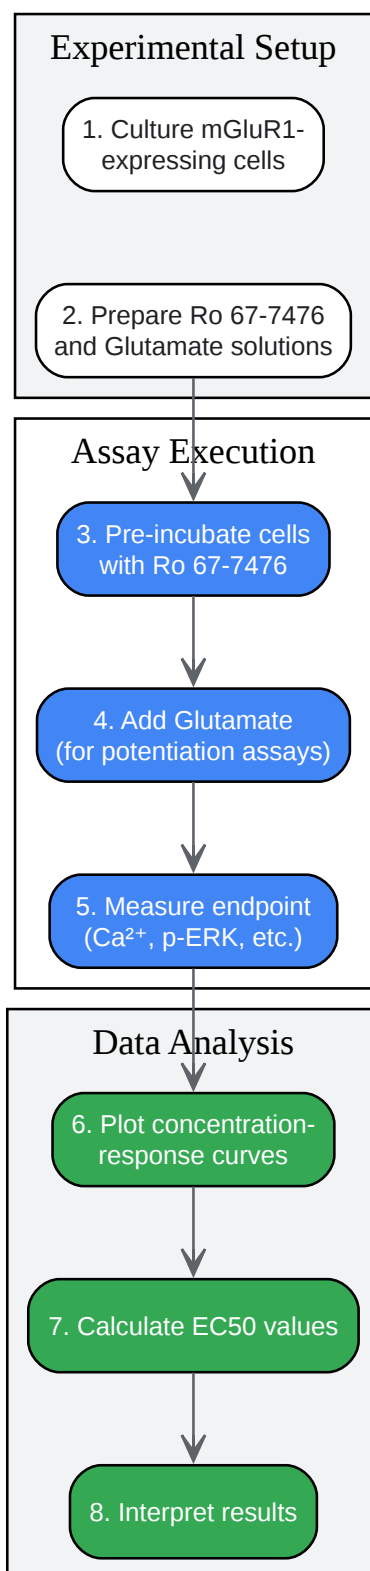 Experimental Setup
1. Culture mGluR1-
expressing cells
2. Prepare Ro 67-7476
and Glutamate solutions
Assay Execution
3. Pre-incubate cells
with Ro 67-7476
4. Add Glutamate
(for potentiation assays)
5. Measure endpoint
(Ca²⁺, p-ERK, etc.)
Data Analysis
6. Plot concentration-
response curves
7. Calculate EC50 values
8. Interpret results